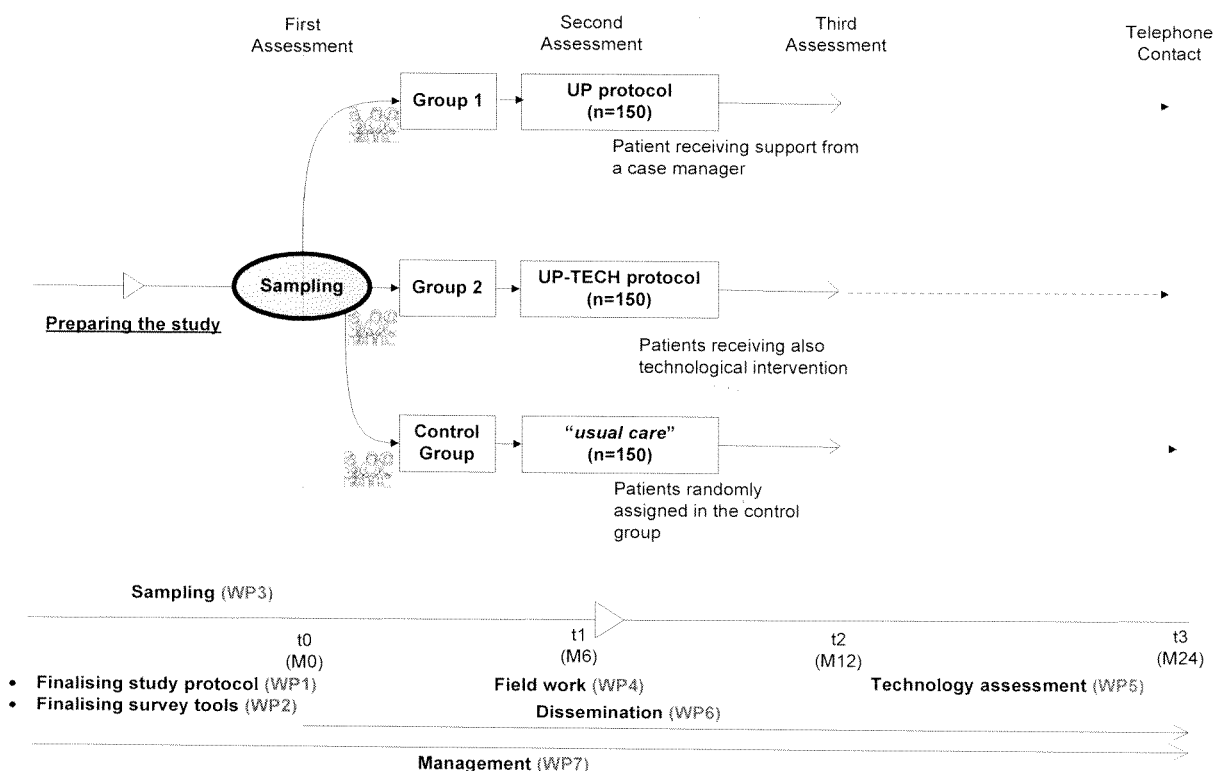 First
Assessment
Second
Assessment
Third
Assessment
Telephone
Contact
Group 1
UP protocol
(n=150)
Patient receiving support from
a case manager
Sampling
Group 2
UP-TECH protocol
(n=150)
Preparing the study
Patients receiving also
technological intervention
Control
Group
"usual care"
(n=150)
Patients randomly
assigned in the control
group
Sampling (WP3)
t0
(M0)
t1
(M6)
t2
(M12)
t3
(M24)
• Finalising study protocol (WP1)
• Finalising survey tools (WP2)
Field work (WP4)
Technology assessment (WP5)
Dissemination (WP6)
Management (WP7)